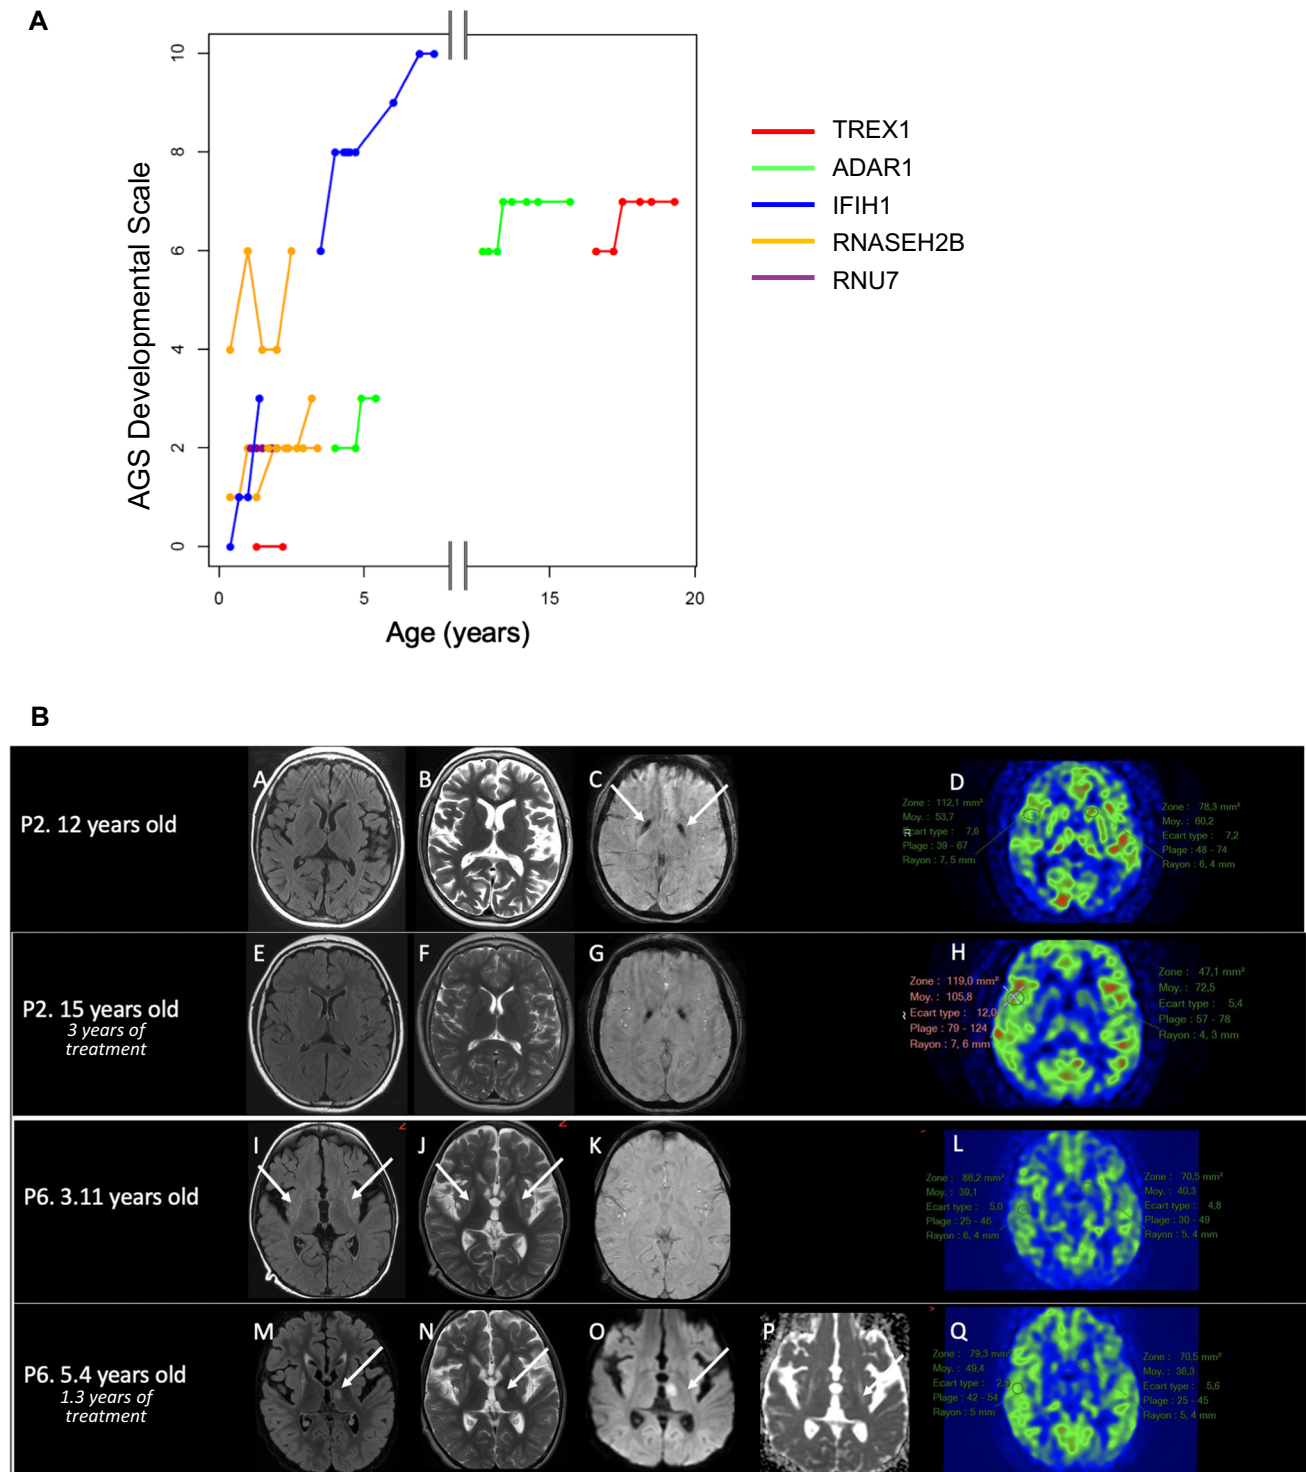 A
AGS Developmental Scale
10
8
6
4
2
0
0
5
15
20
Age (years)
TREX1
ADAR1
IFIH1
RNASEH2B
RNU7
B
P2. 12 years old
A
B
C
D
Zone : 112,1 mm²
Moy. : 53,7
Ecart type : 7,6
Plage : 39 - 67
Rayon : 7, 5 mm
R
Zone : 78,3 mm²
Moy. : 60,2
Ecart type : 7,2
Plage : 48 - 74
Rayon : 6, 4 mm
P2. 15 years old
3 years of
treatment
E
F
G
H
Zone : 119,0 mm²
Moy. : 105,8
Ecart type : 12,0
Plage : 79 - 124
Rayon : 7, 6 mm
Zone : 47,1 mm²
Moy. : 72,5
Ecart type : 5,4
Plage : 57 - 78
Rayon : 4, 3 mm
P6. 3.11 years old
I
J
K
L
Zone : 86,2 mm²
Moy. : 39,1
Ecart type : 5,0
Plage : 25 - 46
Rayon : 6, 4 mm
Zone : 70,5 mm²
Moy. : 40,3
Ecart type : 4,8
Plage : 30 - 49
Rayon : 5, 4 mm
P6. 5.4 years old
1.3 years of
treatment
M
N
O
P
Q
Zone : 79,3 mm²
Moy. : 49,4
Ecart type :
Plage : 42 - 54
Rayon : 5 mm
Zone : 70,5 mm²
Moy. : 36,3
Ecart type : 5,6
Plage : 25 - 45
Rayon : 5, 4 mm